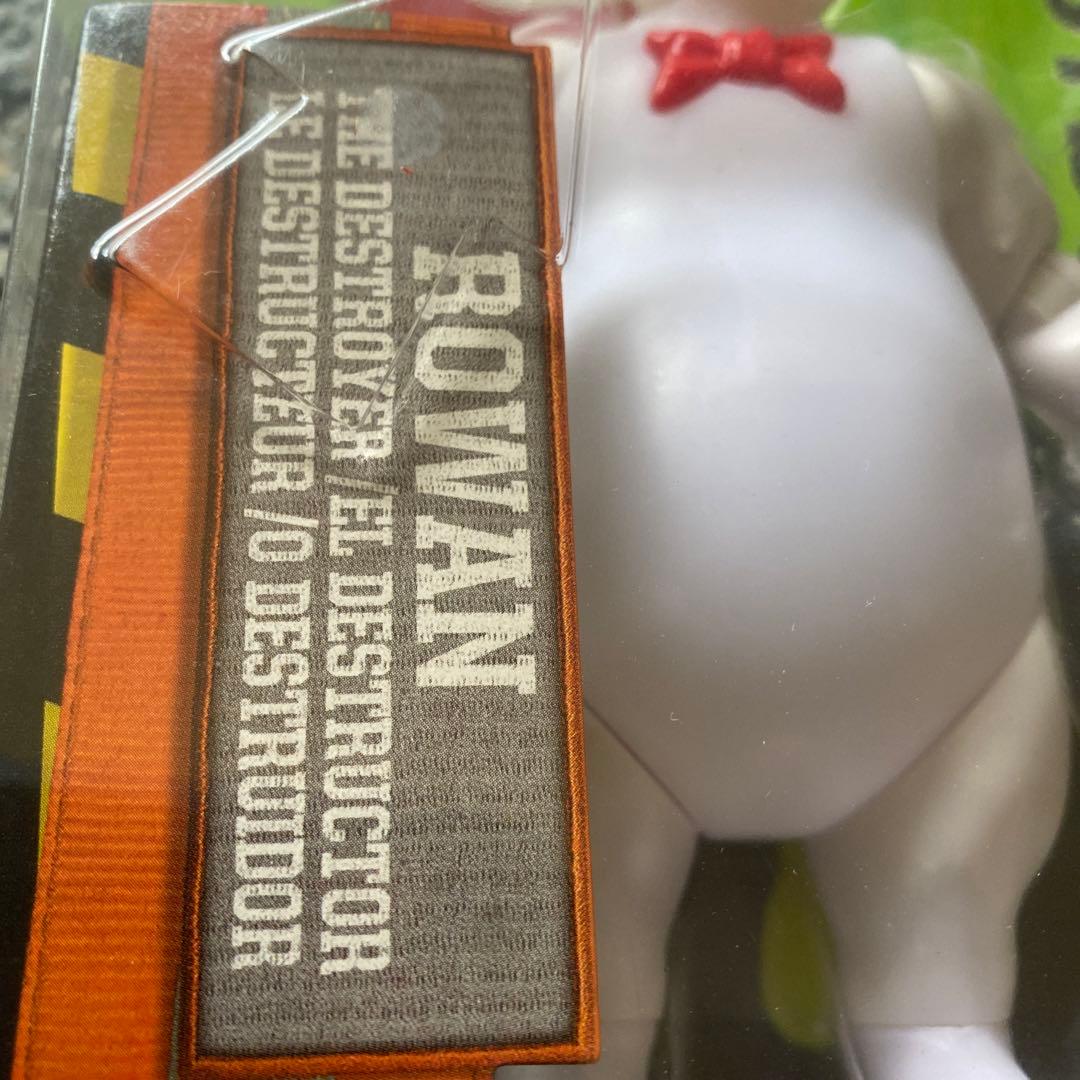 ROWAN
THE DESTROYER / EL DESTRUCTOR
LE DESTRUCTEUR / O DESTRUIDOR